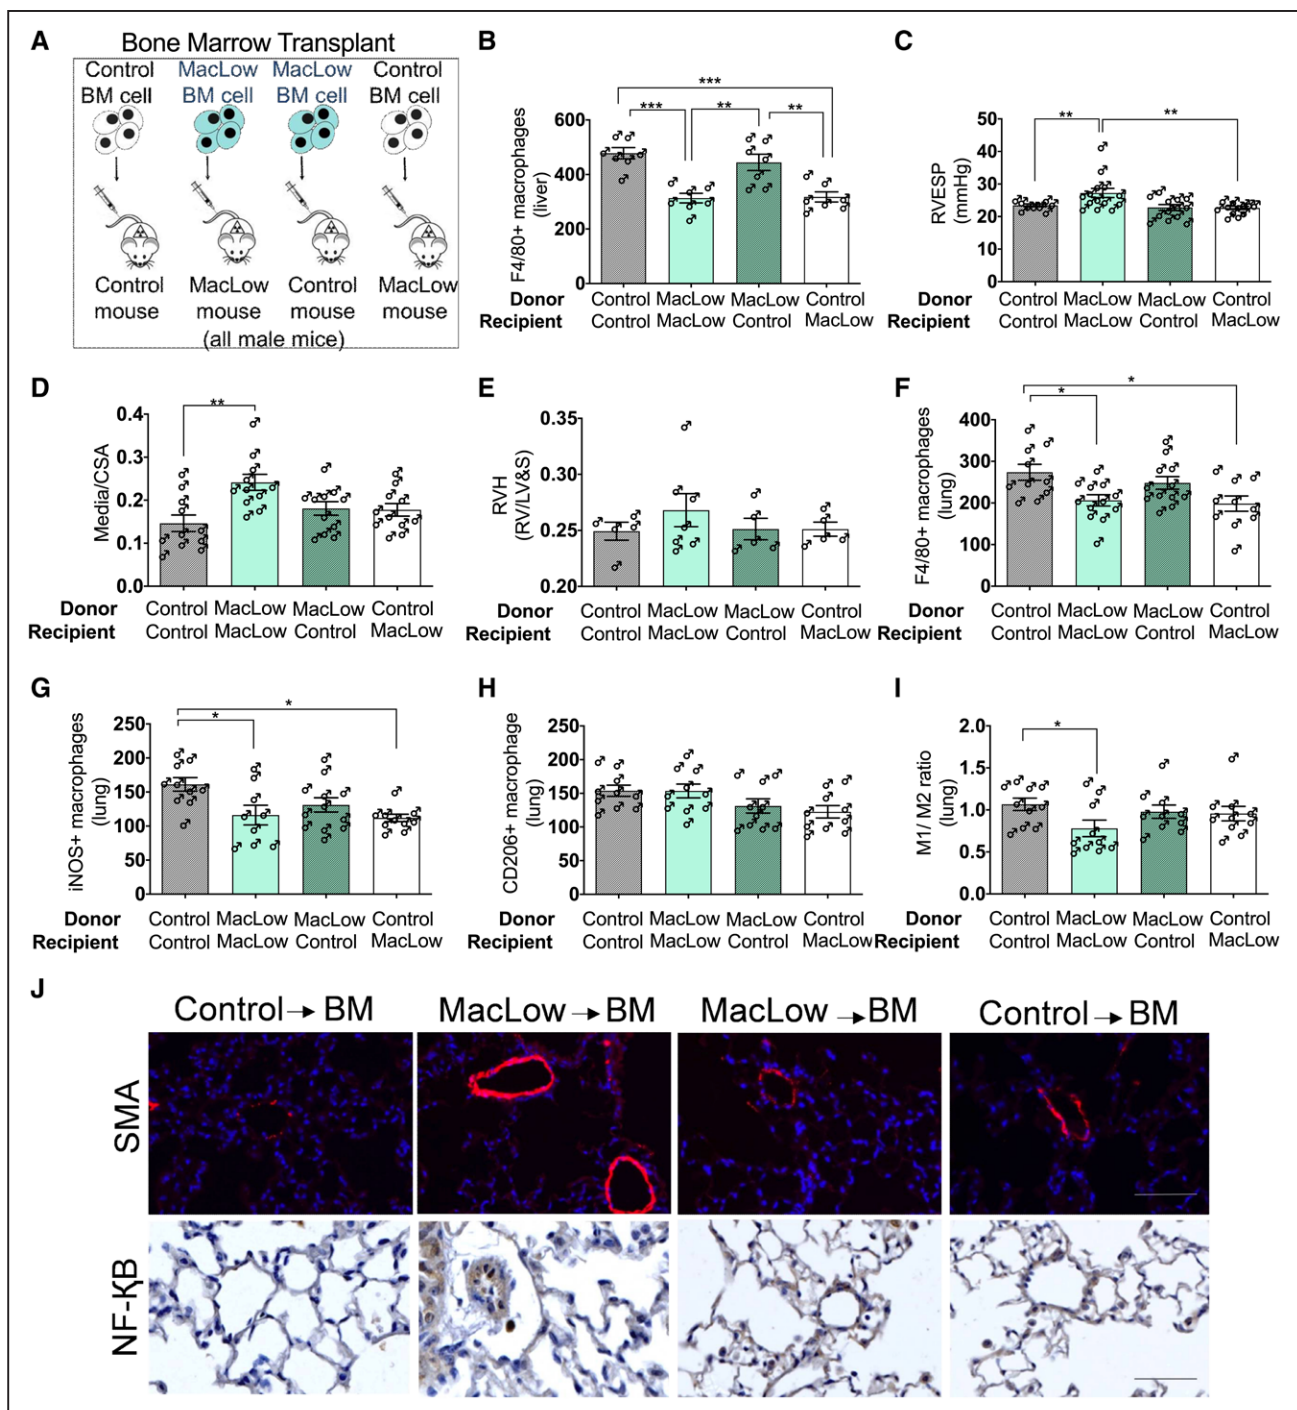 A
Bone Marrow Transplant
Control MacLow MacLow Control
BM cell BM cell BM cell BM cell
Control MacLow Control MacLow
mouse mouse mouse mouse
(all male mice)
B
F4/80+ macrophages
(liver)
600
400
200
0
***
*** ** **
Donor Control MacLow MacLow Control
Recipient Control MacLow Control MacLow
C
RVESP
(mmHg)
50
40
30
20
10
0
** **
Donor Control MacLow MacLow Control
Recipient Control MacLow Control MacLow
D
Media/CSA
0.4
0.3
0.2
0.1
0.0
**
Donor Control MacLow MacLow Control
Recipient Control MacLow Control MacLow
E
RVH
(RV/LV&S)
0.35
0.30
0.25
0.20
Donor Control MacLow MacLow Control
Recipient Control MacLow Control MacLow
F
F4/80+ macrophages
(lung)
400
300
200
100
0
*
*
Donor Control MacLow MacLow Control
Recipient Control MacLow Control MacLow
G
iNOS+ macrophages
(lung)
250
200
150
100
50
0
*
*
Donor Control MacLow MacLow Control
Recipient Control MacLow Control MacLow
H
CD206+ macrophage
(lung)
250
200
150
100
50
0
Donor Control MacLow MacLow Control
Recipient Control MacLow Control MacLow
I
M1/ M2 ratio
(lung)
2.0
1.5
1.0
0.5
0.0
*
Donor Control MacLow MacLow Control
Recipient Control MacLow Control MacLow
J
Control→BM MacLow→BM MacLow→BM Control→BM
SMA
NF-κB